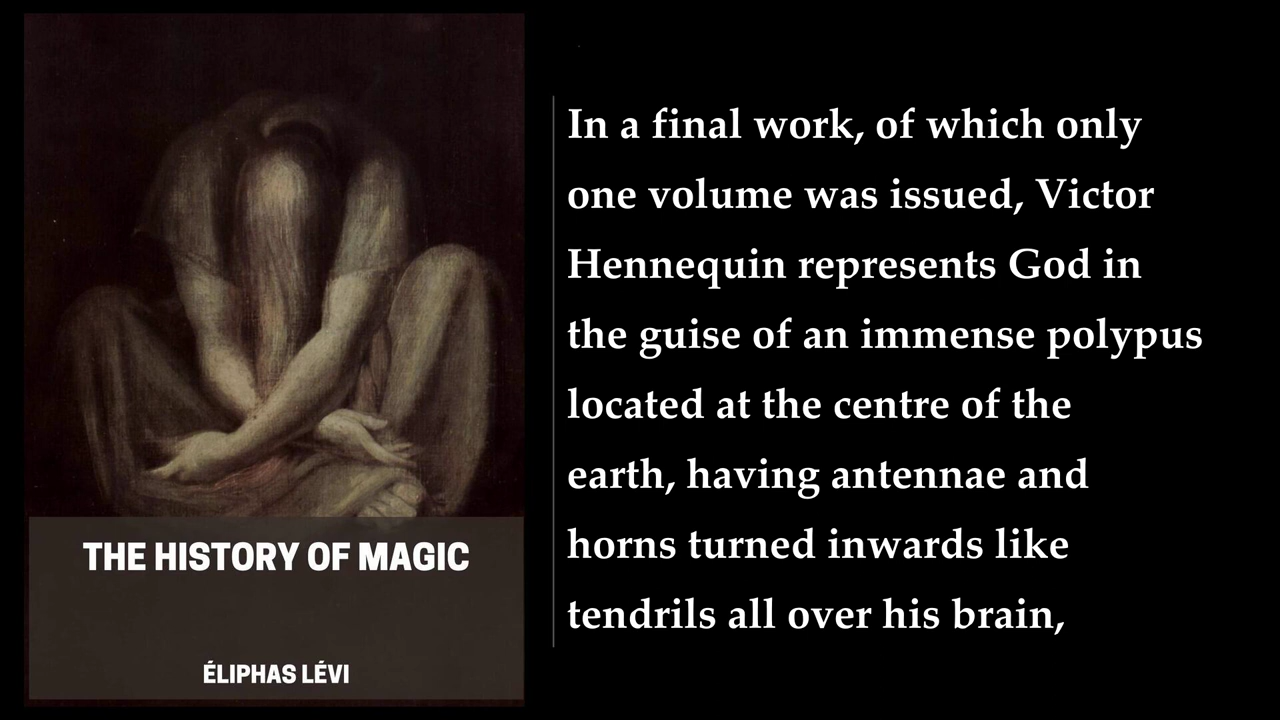 THE HISTORY OF MAGIC
ÉLIPHAS LÉVI
In a final work, of which only
one volume was issued, Victor
Hennequin represents God in
the guise of an immense polypus
located at the centre of the
earth, having antennae and
horns turned inwards like
tendrils all over his brain,